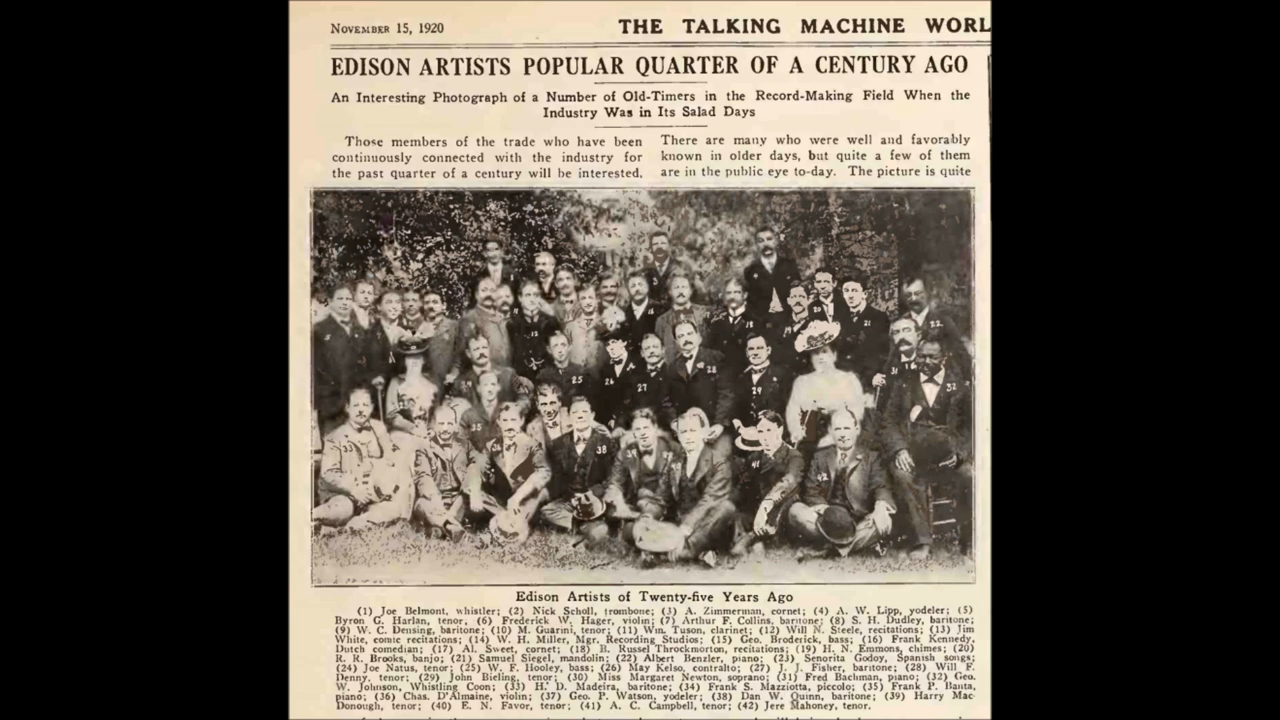 NOVEMBER 15, 1920 THE TALKING MACHINE WORL
EDISON ARTISTS POPULAR QUARTER OF A CENTURY AGO
An Interesting Photograph of a Number of Old-Timers in the Record-Making Field When the
Industry Was in Its Salad Days
Those members of the trade who have been
continuously connected with the industry for
the past quarter of a century will be interested,
There are many who were well and favorably
known in older days, but quite a few of them
are in the public eye to-day. The picture is quite
Edison Artists of Twenty-five Years Ago
(1) Joe Belmont, whistler; (2) Nick Scholl, trombone; (3) A. Zimmerman, cornet; (4) A. W. Lipp, yodeler; (5)
Byron G. Harlan, tenor, (6) Frederick W. Hager, violin; (7) Arthur F. Collins, baritone; (8) S. H. Dudley, baritone;
(9) W. C. Densing, baritone; (10) M. Guarini, tenor; (11) Wm. Tuson, clarinet; (12) Will N. Steele, recitations; (13) Jim
White, comic recitations; (14) W. H. Miller, Mgr. Recording Studios; (15) Geo. Broderick, bass; (16) Frank Kennedy,
Dutch comedian; (17) Al. Sweet, cornet; (18) B. Russel Throckmorton, recitations; (19) H. N. Emmons, chimes; (20)
R. R. Brooks, banjo; (21) Samuel Siegel, mandolin; (22) Albert Benzler, piano; (23) Senorita Godoy, Spanish songs;
(24) Joe Natus, tenor; (25) W. F. Hooley, bass; (26) May Kelso, contralto; (27) J. J. Fisher, baritone; (28) Will F.
Denny, tenor; (29) John Bieling, tenor; (30) Miss Margaret Newton, soprano; (31) Fred Bachman, piano; (32) Geo.
W. Johnson, Whistling Coon; (33) H. D. Madeira, baritone; (34) Frank S. Mazziotta, piccolo; (35) Frank P. Banta,
piano; (36) Chas. D'Almaine, violin; (37) Geo. P. Watson, yodeler; (38) Dan W. Quinn, baritone; (39) Harry Mac-
Donough, tenor; (40) E. N. Favor, tenor; (41) A. C. Campbell, tenor; (42) Jere Mahoney, tenor.